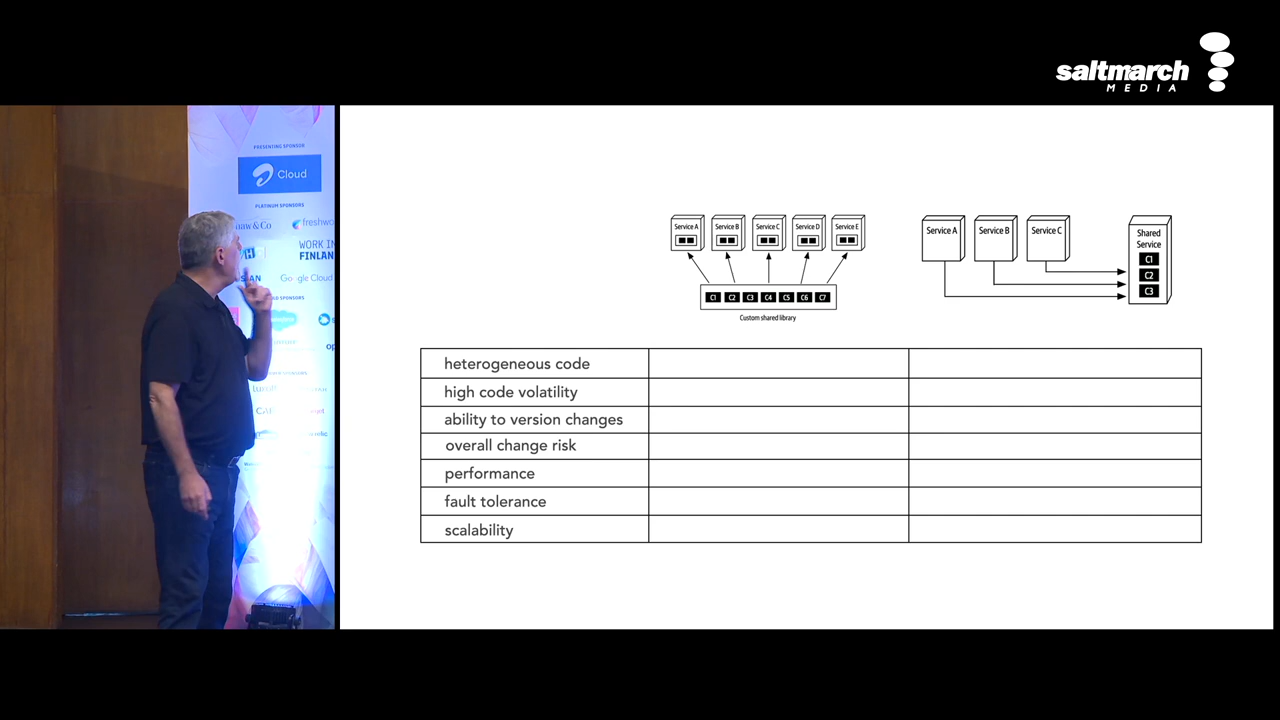 saltmarch
MEDIA
PRESENTING SPONSOR
Cloud
PLATINUM SPONSORS
& Co
WORK IN
FINLAN
Google Cloud
Service A
Service B
Service C
Service D
Service E
C1 C2 C3 C4 C5 C6 C7
Custom shared library
Service A
Service B
Service C
Shared
Service
C1
C2
C3
heterogeneous code
high code volatility
ability to version changes
overall change risk
performance
fault tolerance
scalability